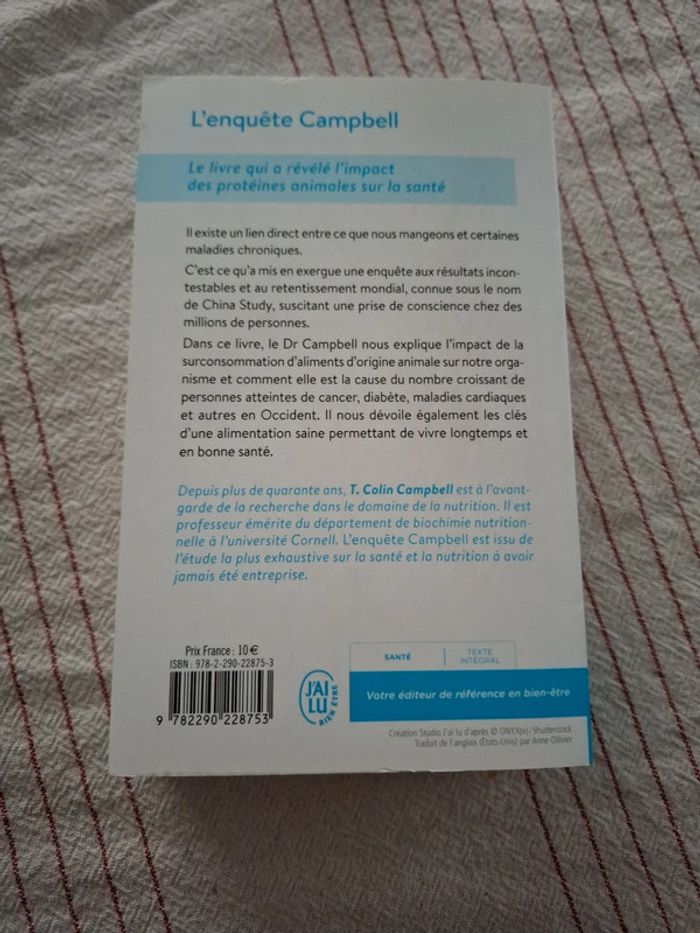 L'enquête Campbell
Le livre qui a révélé l'impact
des protéines animales sur la santé
Il existe un lien direct entre ce que nous mangeons et certaines
maladies chroniques.
C'est ce qu'a mis en exergue une enquête aux résultats incon-
testables et au retentissement mondial, connue sous le nom
de China Study, suscitant une prise de conscience chez des
millions de personnes.
Dans ce livre, le Dr Campbell nous explique l'impact de la
surconsommation d'aliments d'origine animale sur notre orga-
nisme et comment elle est la cause du nombre croissant de
personnes atteintes de cancer, diabète, maladies cardiaques
et autres en Occident. Il nous dévoile également les clés
d'une alimentation saine permettant de vivre longtemps et
en bonne santé.
Depuis plus de quarante ans, T. Colin Campbell est à l'avant-
garde de la recherche dans le domaine de la nutrition. Il est
professeur émérite du département de biochimie nutrition-
nelle à l'université Cornell. L'enquête Campbell est issu de
l'étude la plus exhaustive sur la santé et la nutrition à avoir
jamais été entreprise.
Prix France : 10 €
ISBN : 978-2-290-22875-3
9 782290 228753
J'AI
LU
BIEN ÊTRE
SANTÉ
TEXTE
INTÉGRAL
Votre éditeur de référence en bien-être
Création Studio J'ai lu d'après © ONYXprj / Shutterstock
Traduit de l'anglais (États-Unis) par Anne Ollivier